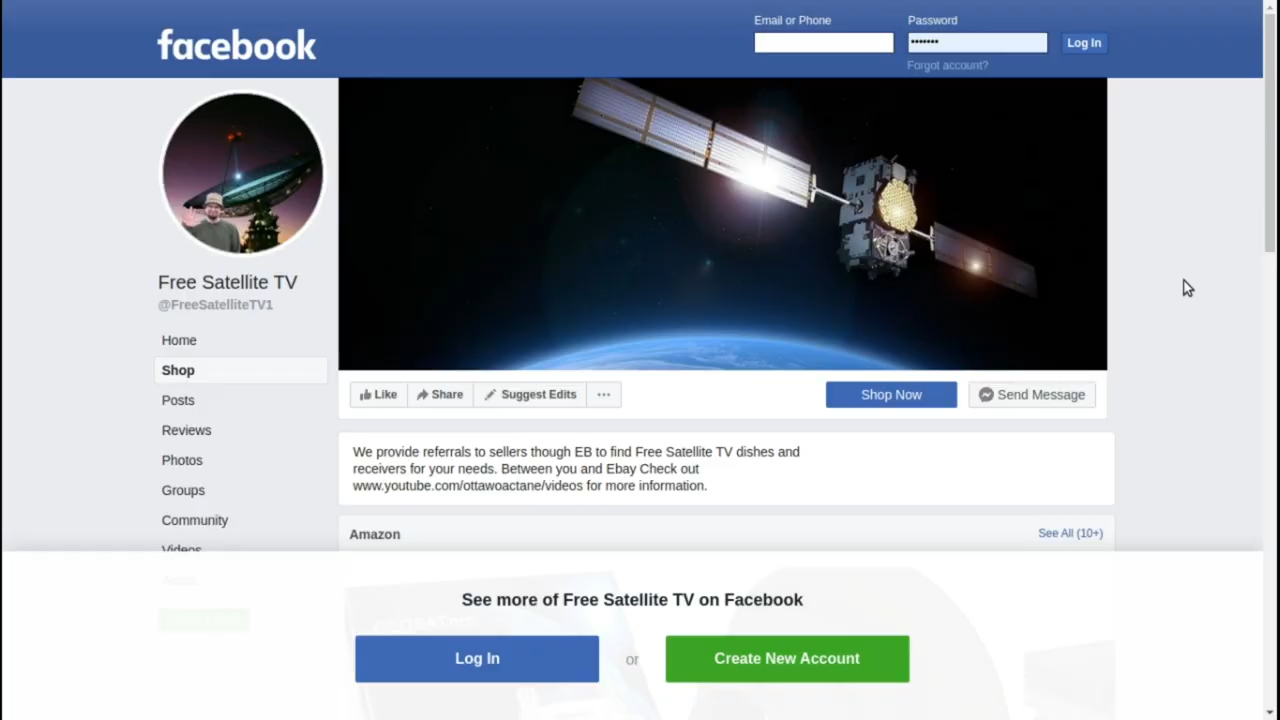 Email or Phone
Password
facebook
•••••••
Log In
Forgot account?
Free Satellite TV
@FreeSatelliteTV1
Home
Shop
Posts
Reviews
Photos
Groups
Community
Videos
Like
Share
Suggest Edits
...
Shop Now
Send Message
We provide referrals to sellers though EB to find Free Satellite TV dishes and
receivers for your needs. Between you and Ebay Check out
www.youtube.com/ottawoactane/videos for more information.
Amazon
See All (10+)
See more of Free Satellite TV on Facebook
Log In
or
Create New Account